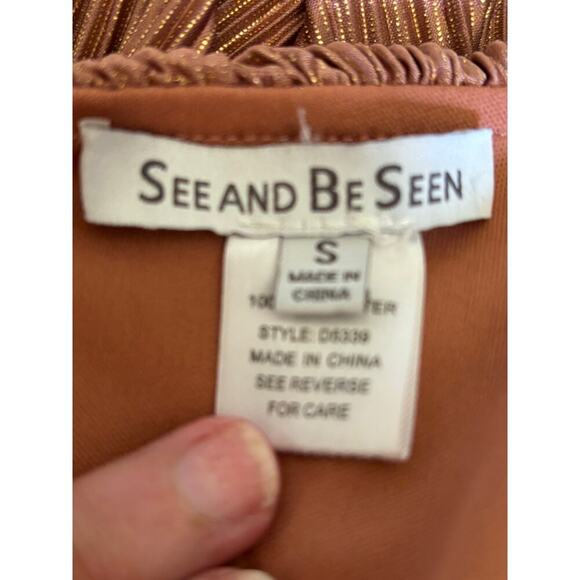 SEE AND BE SEEN
S
MADE IN
CHINA
STYLE: D5339
MADE IN CHINA
SEE REVERSE
FOR CARE